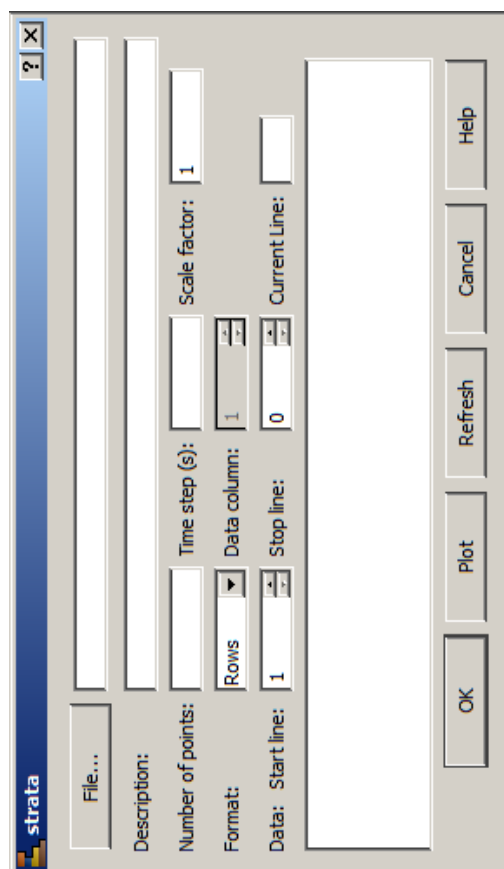 strata
File...
Description:
Number of points: Time step (s): Scale factor: 1
Format: Rows Data column: 1
Data: Start line: 1 Stop line: 0 Current Line:
OK Plot Refresh Cancel Help